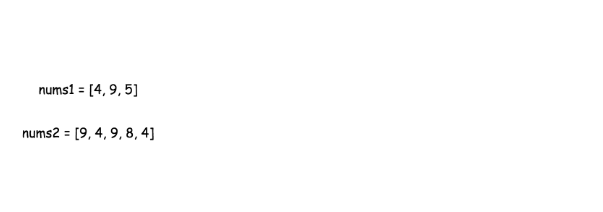 nums1 = [4, 9, 5]
nums2 = [9, 4, 9, 8, 4]